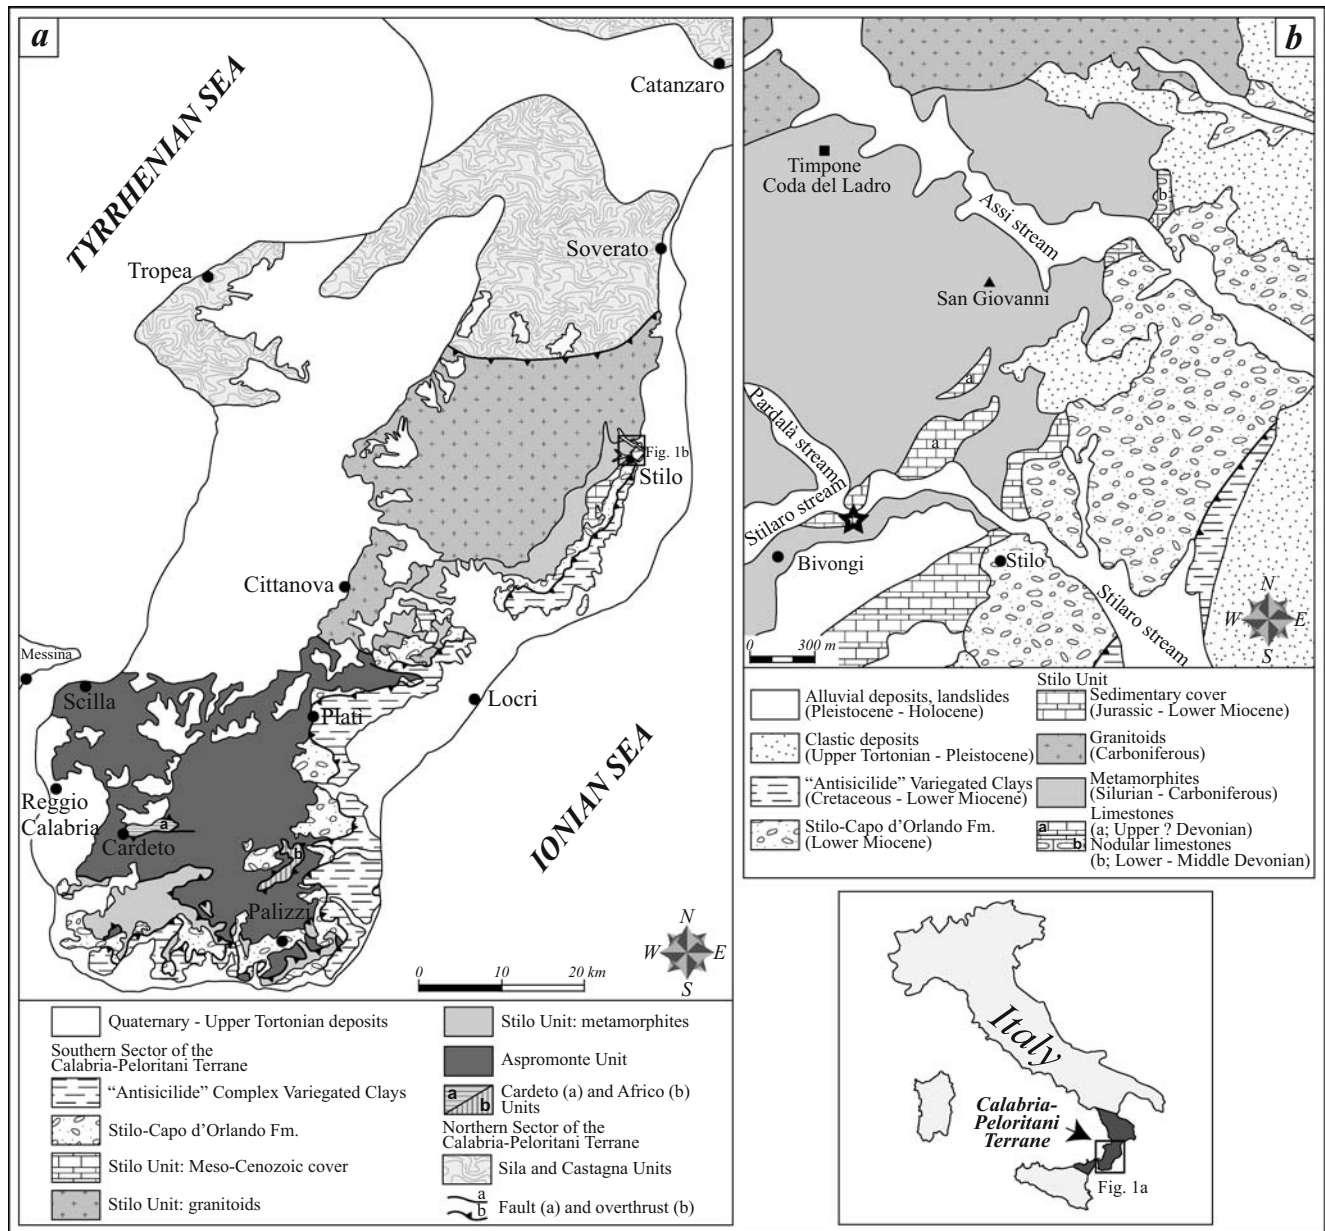 a
TYRRHENIAN SEA
Catanzaro
Soverato
Tropea
Fig. 1b
Stilo
Cittanova
Messina
Scilla
Locri
Platì
Reggio
Calabria
a
Cardeto
b
Palizzi
IONIAN SEA
N
W
E
S
0
10
20 km
Quaternary - Upper Tortonian deposits
Southern Sector of the
Calabria-Peloritani Terrane
"Antisicilide" Complex Variegated Clays
Stilo-Capo d'Orlando Fm.
Stilo Unit: Meso-Cenozoic cover
Stilo Unit: granitoids
Stilo Unit: metamorphites
Aspromonte Unit
a
b
Cardeto (a) and Africo (b)
Units
Northern Sector of the
Calabria-Peloritani Terrane
Sila and Castagna Units
a
b
Fault (a) and overthrust (b)
b
Timpone
Coda del Ladro
b
Assi stream
San Giovanni
a
a
Pardalà stream
Stilaro stream
Bivongi
Stilo
Stilaro stream
N
W
E
S
0
300 m
Alluvial deposits, landslides
(Pleistocene - Holocene)
Clastic deposits
(Upper Tortonian - Pleistocene)
"Antisicilide" Variegated Clays
(Cretaceous - Lower Miocene)
Stilo-Capo d'Orlando Fm.
(Lower Miocene)
Stilo Unit
Sedimentary cover
(Jurassic - Lower Miocene)
Granitoids
(Carboniferous)
Metamorphites
(Silurian - Carboniferous)
a
b
Limestones
(a; Upper ? Devonian)
Nodular limestones
(b; Lower - Middle Devonian)
Italy
Calabria-
Peloritani
Terrane
Fig. 1a